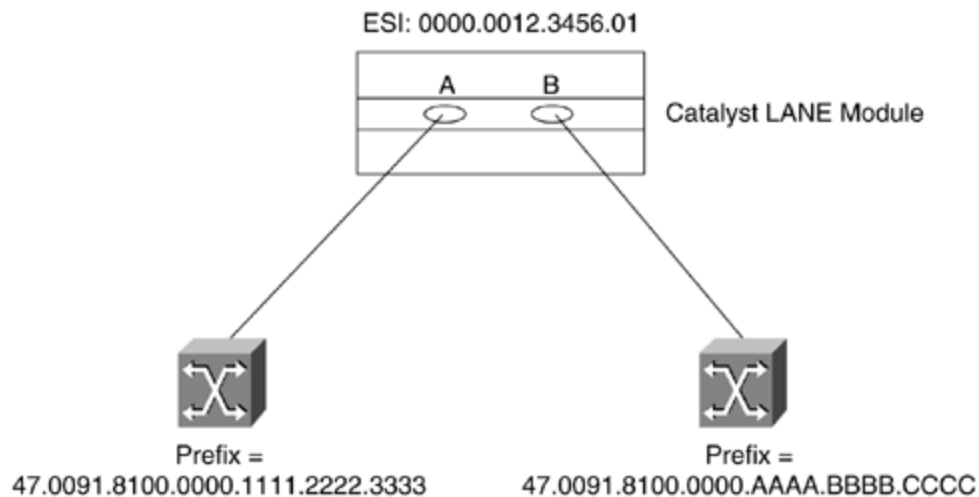 ESI: 0000.0012.3456.01
A B
Catalyst LANE Module
Prefix =
47.0091.8100.0000.1111.2222.3333
Prefix =
47.0091.8100.0000.AAAA.BBBB.CCCC